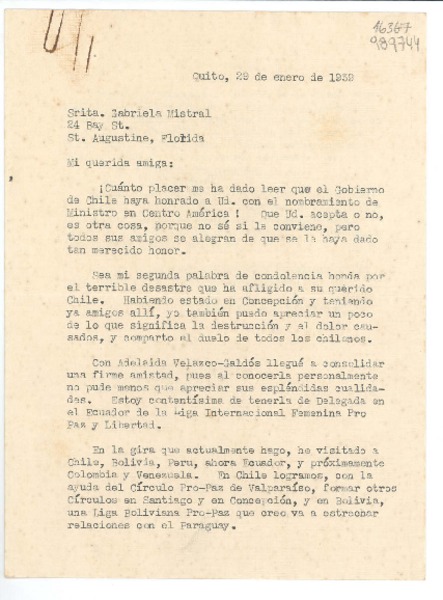 16367
989744
Quito, 29 de enero de 1939
Srita. Gabriela Mistral
24 Bay St.
St. Augustine, Florida
Mi querida amiga:
¡Cuánto placer me ha dado leer que el Gobierno
de Chile haya honrado a Ud. con el nombramiento de
Ministro en Centro América! Que Ud. acepta o no,
es otra cosa, porque no sé si la conviene, pero
todos sus amigos se alegran de que se la haya dado
tan merecido honor.
Sea mi segunda palabra de condolencia honda por
el terrible desastre que ha afligido a su querido
Chile. Habiendo estado en Concepción y teniendo
ya amigos allí, yo también puedo apreciar un poco
de lo que significa la destrucción y el dolor cau-
sados, y comparto el duelo de todos los chilenos.
Con Adelaida Velazco-Galdós llegué a consolidar
una firme amistad, pues al conocerla personalmente
no pude menos que apreciar sus espléndidas cualida-
des. Estoy contentísima de tenerla de Delegada en
el Ecuador de la Liga Internacional Femenina Pro
Paz y Libertad.
En la gira que actualmente hago, he visitado a
Chile, Bolivia, Peru, ahora Ecuador, y próximamente
Colombia y Venezuela. En Chile logramos, con la
ayuda del Círculo Pro-Paz de Valparaíso, formar otros
Círculos en Santiago y en Concepción, y en Bolivia,
una Liga Boliviana Pro-Paz que creo va a estrechar
relaciones con el Paraguay.